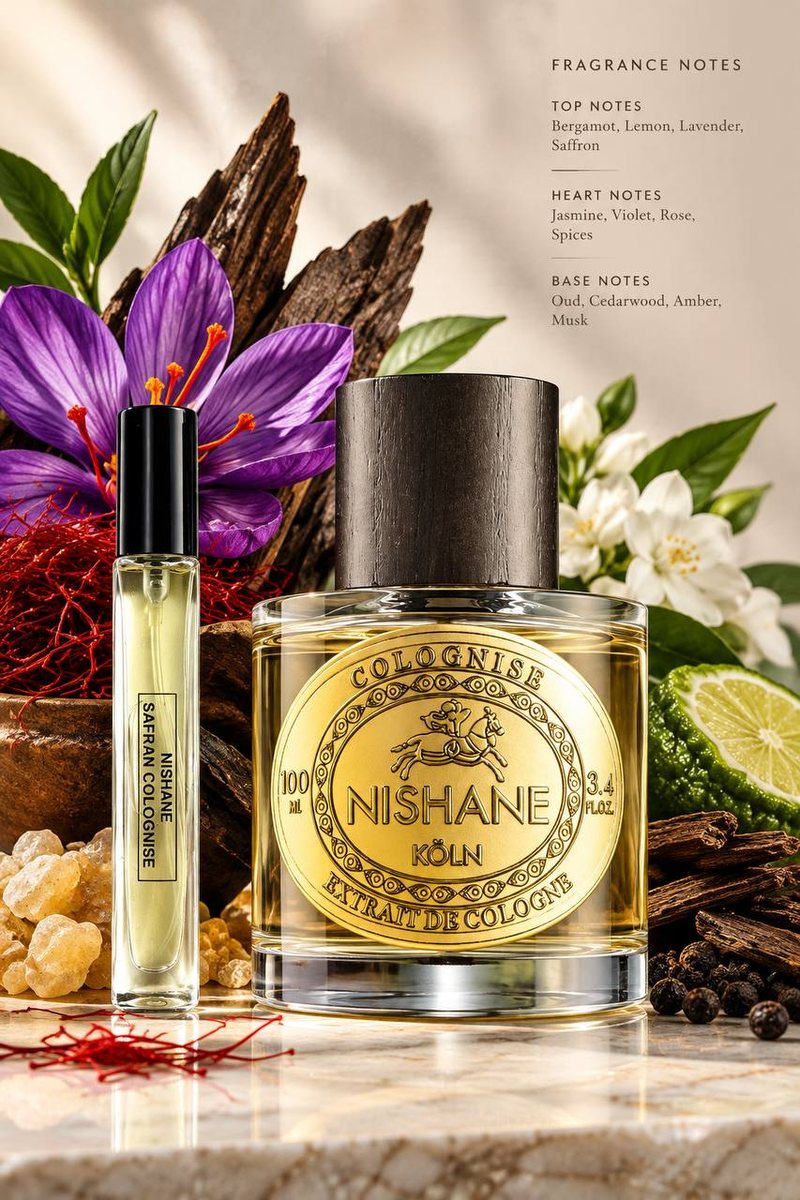 FRAGRANCE NOTES
TOP NOTES
Bergamot, Lemon, Lavender,
Saffron
HEART NOTES
Jasmine, Violet, Rose,
Spices
BASE NOTES
Oud, Cedarwood, Amber,
Musk
NISHANE
SAFRAN COLOGNISE
COLOGNISE
100
ML
3.4
FL.OZ.
NISHANE
KÖLN
EXTRAIT DE COLOGNE